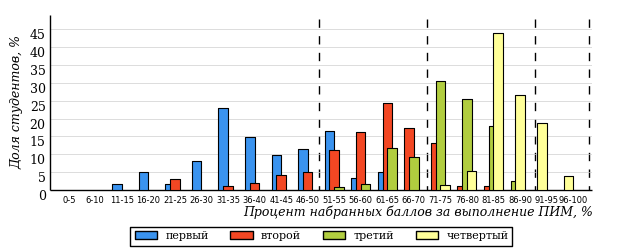 Доля студентов, %
45
40
35
30
25
20
15
10
5
0
0-5 6-10 11-15 16-20 21-25 26-30 31-35 36-40 41-45 46-50 51-55 56-60 61-65 66-70 71-75 76-80 81-85 86-90 91-95 96-100
Процент набранных баллов за выполнение ПИМ, %
первый второй третий четвертый